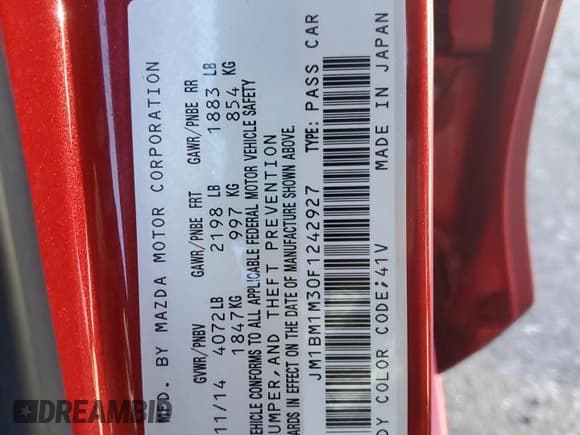 MFD. BY MAZDA MOTOR CORPORATION
GVWR/PNBV GAWR/PNBE FRT GAWR/PNBE RR
11/14 4072LB 2198 LB 1883 LB
1847KG 997 KG 854 KG
VEHICLE CONFORMS TO ALL APPLICABLE FEDERAL MOTOR VEHICLE SAFETY
UMPER, AND THEFT PREVENTION
ARDS IN EFFECT ON THE DATE OF MANUFACTURE SHOWN ABOVE.
JM1BM1M30F1242927 TYPE: PASS CAR
DY COLOR CODE;41V MADE IN JAPAN
DREAMBID